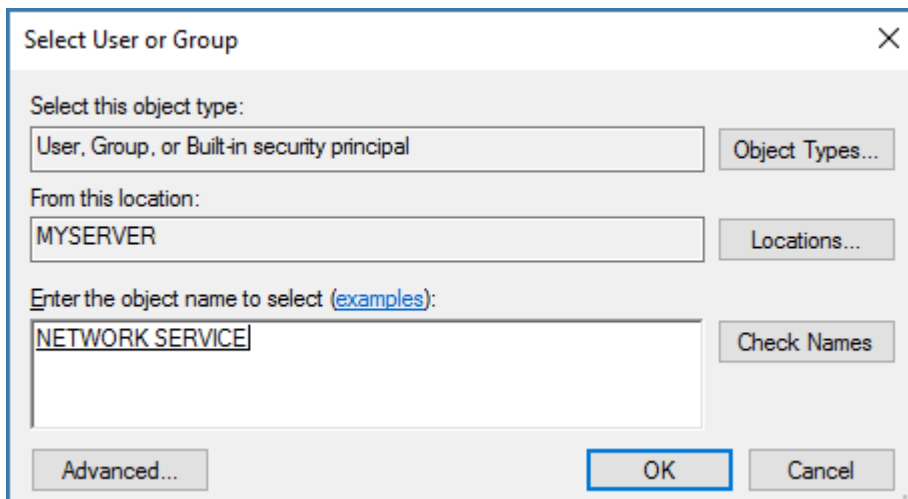 Select User or Group
Select this object type:
User, Group, or Built-in security principal
Object Types...
From this location:
MYSERVER
Locations...
Enter the object name to select (examples):
NETWORK SERVICE
Check Names
Advanced...
OK
Cancel